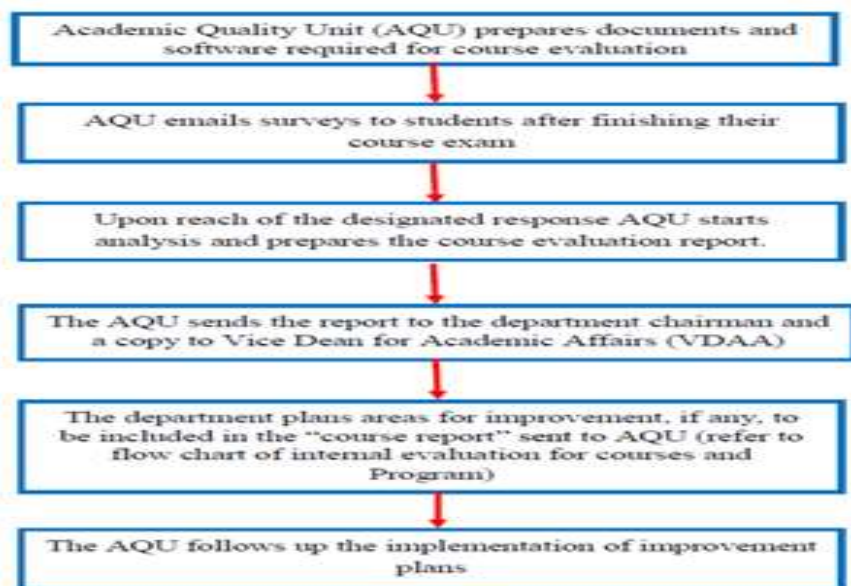 Academic Quality Unit (AQU) prepares documents and
software required for course evaluation
AQU emails surveys to students after finishing their
course exam
Upon reach of the designated response AQU starts
analysis and prepares the course evaluation report.
The AQU sends the report to the department chairman and
a copy to Vice Dean for Academic Affairs (VDAA)
The department plans areas for improvement, if any, to
be included in the “course report” sent to AQU (refer to
flow chart of internal evaluation for courses and
Program)
The AQU follows up the implementation of improvement
plans